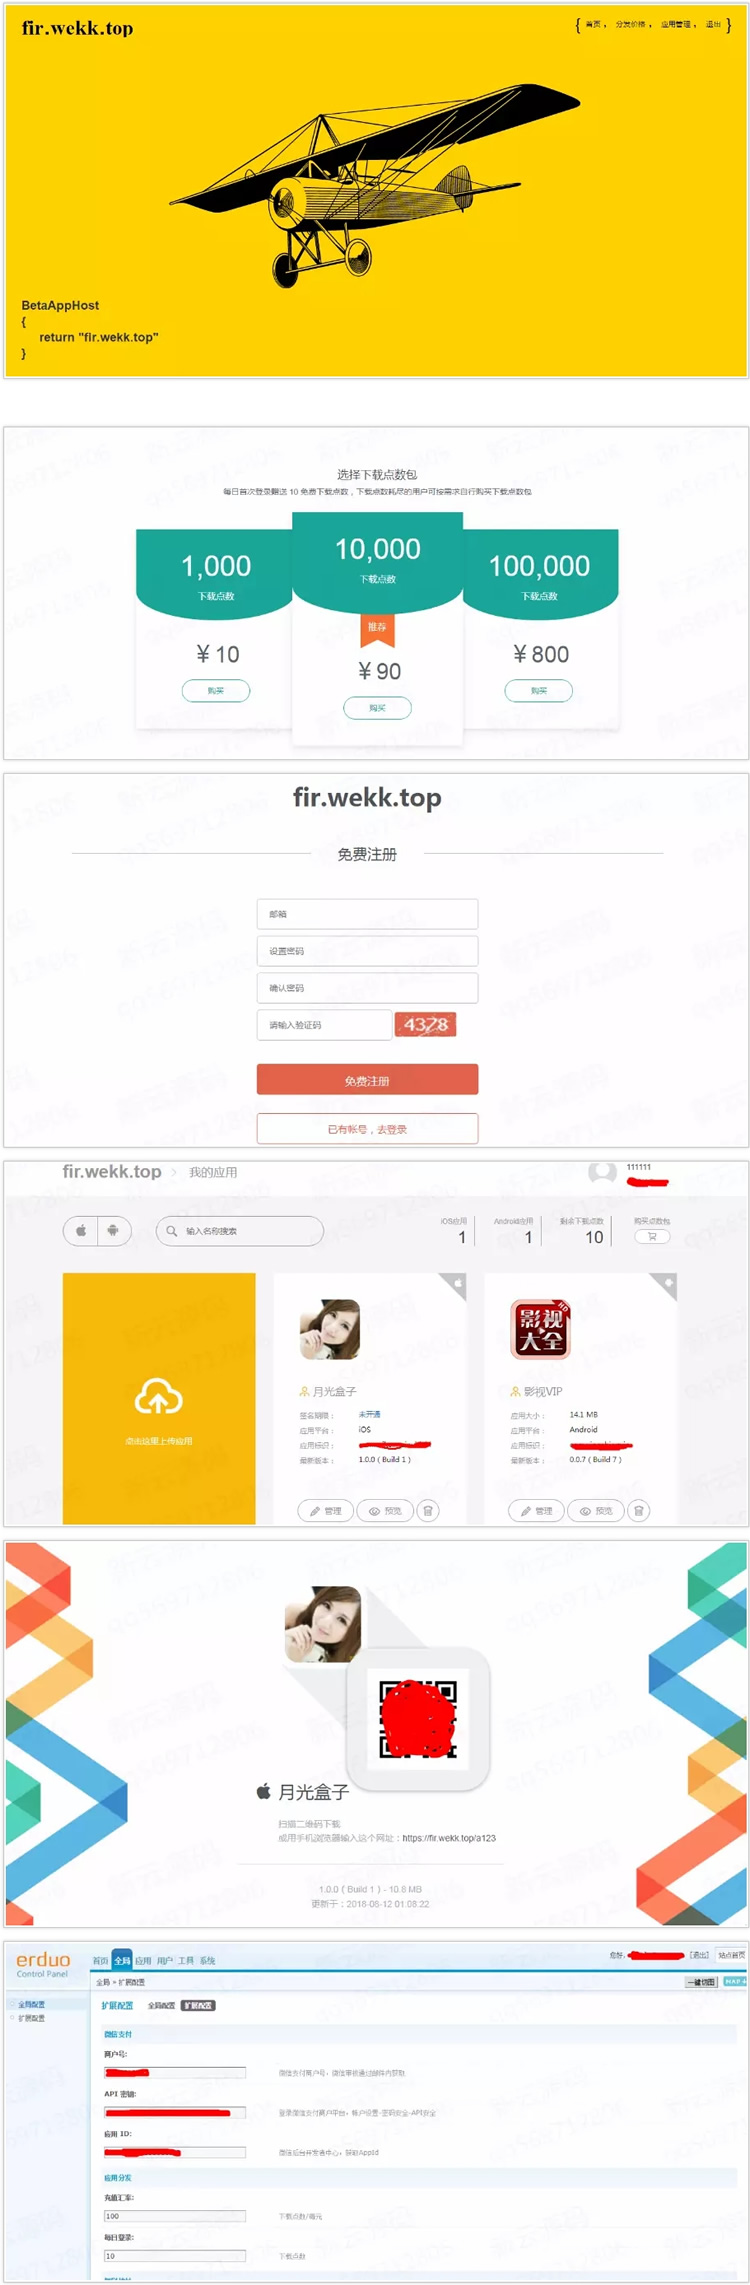 fir.wekk.top
{ 首页 , 分发价格 , 应用管理 , 退出 }
BetaAppHost
{
return "fir.wekk.top"
}
选择下载点数包
每日首次登录赠送 10 免费下载点数，下载点数耗尽的用户可按需求自行购买下载点数包
1,000
下载点数
¥ 10
购买
10,000
下载点数
推荐
¥ 90
购买
100,000
下载点数
¥ 800
购买
fir.wekk.top
免费注册
邮箱
设置密码
确认密码
请输入验证码
4378
免费注册
已有帐号，去登录
fir.wekk.top > 我的应用
111111
输入名称搜索
iOS应用
1
Android应用
1
剩余下载点数
10
购买点数包
点击这里上传应用
月光盒子
签名期限： 未开通
应用平台： iOS
应用标识：
最新版本： 1.0.0 ( Build 1 )
管理 预览
影视大全 HD
影视VIP
应用大小： 14.1 MB
应用平台： Android
应用标识：
最新版本： 0.0.7 ( Build 7 )
管理 预览
月光盒子
扫描二维码下载
或用手机浏览器输入这个网址：https://fir.wekk.top/a123
1.0.0 ( Build 1 ) - 10.8 MB
更新于：2018-06-12 01:08:22
erduo
Control Panel
首页 全局 应用 用户 工具 系统
您好, [退出] 站点首页
全局 » 扩展配置
一键切图 MAP
全局配置
扩展配置
扩展配置 全局配置 扩展配置
微信支付
商户号:
微信支付商户号，微信审核通过邮件内获取
API 密钥:
登录微信支付商户平台，帐户设置-密码安全-API安全
应用 ID:
微信后台开发者中心，获取AppId
应用分发
充值汇率:
100
下载点数/每元
每日登录:
10
下载点数